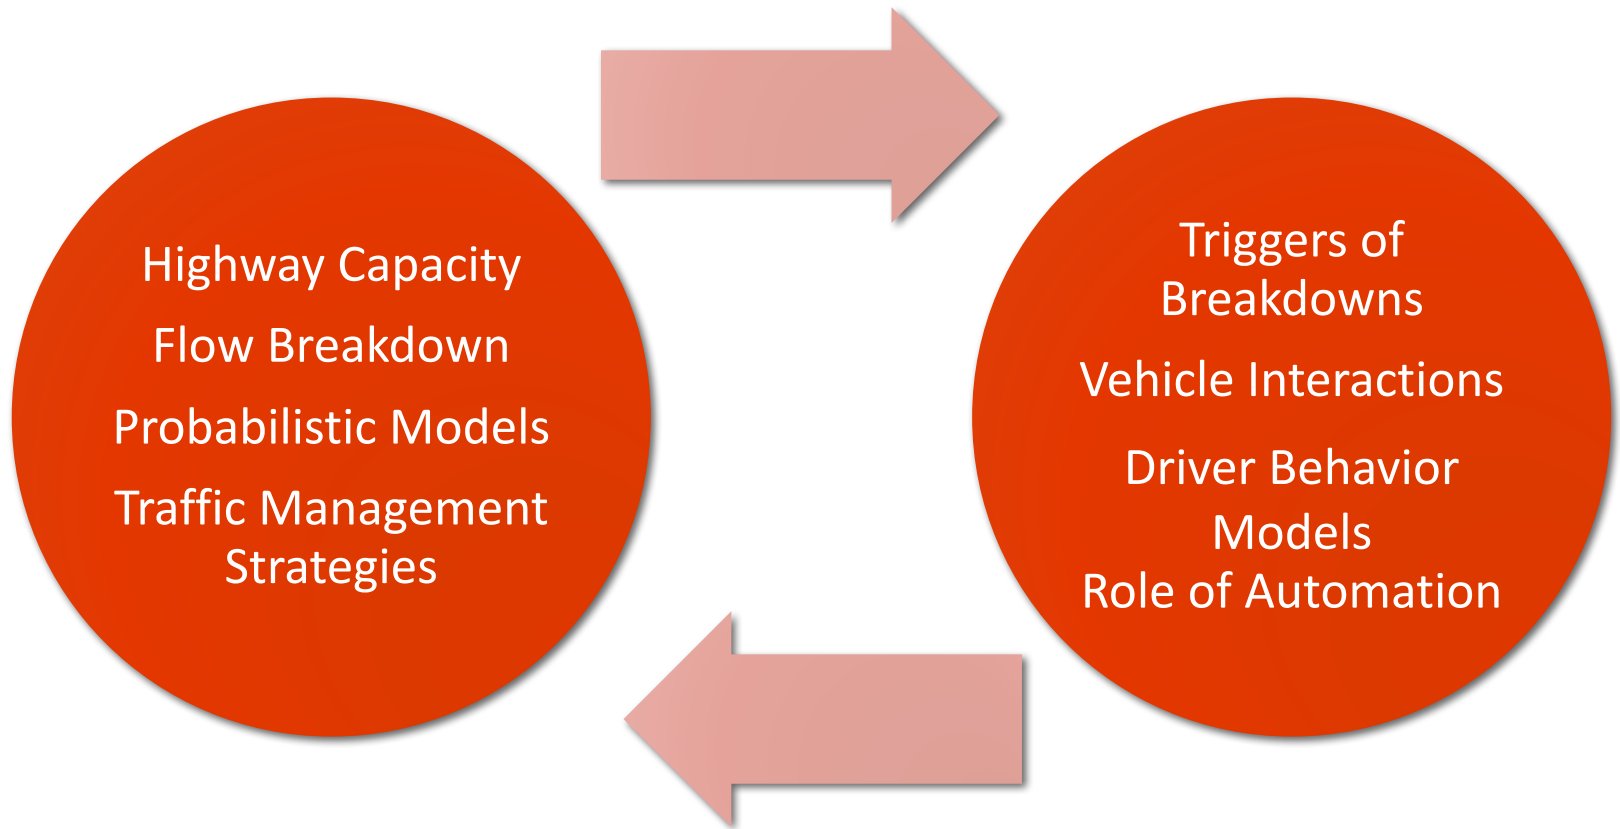 Highway Capacity
Flow Breakdown
Probabilistic Models
Traffic Management
Strategies
Triggers of
Breakdowns
Vehicle Interactions
Driver Behavior
Models
Role of Automation